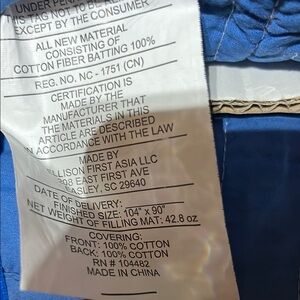 UNDER PEN
THIS TAG NOT TO BE
EXCEPT BY THE CONSUMER
ALL NEW MATERIAL
CONSISTING OF
COTTON FIBER BATTING 100%
REG. NO. NC - 1751 (CN)
CERTIFICATION IS
MADE BY THE
MANUFACTURER THAT
THE MATERIALS IN THIS
ARTICLE ARE DESCRIBED
IN ACCORDANCE WITH THE LAW
MADE BY
ELLISON FIRST ASIA LLC
EAST FIRST AVE
EASLEY, SC 29640
DATE OF DELIVERY:
FINISHED SIZE: 104" x 90"
NET WEIGHT OF FILLING MAT: 42.8 oz
COVERING:
FRONT: 100% COTTON
BACK: 100% COTTON
RN # 104482
MADE IN CHINA